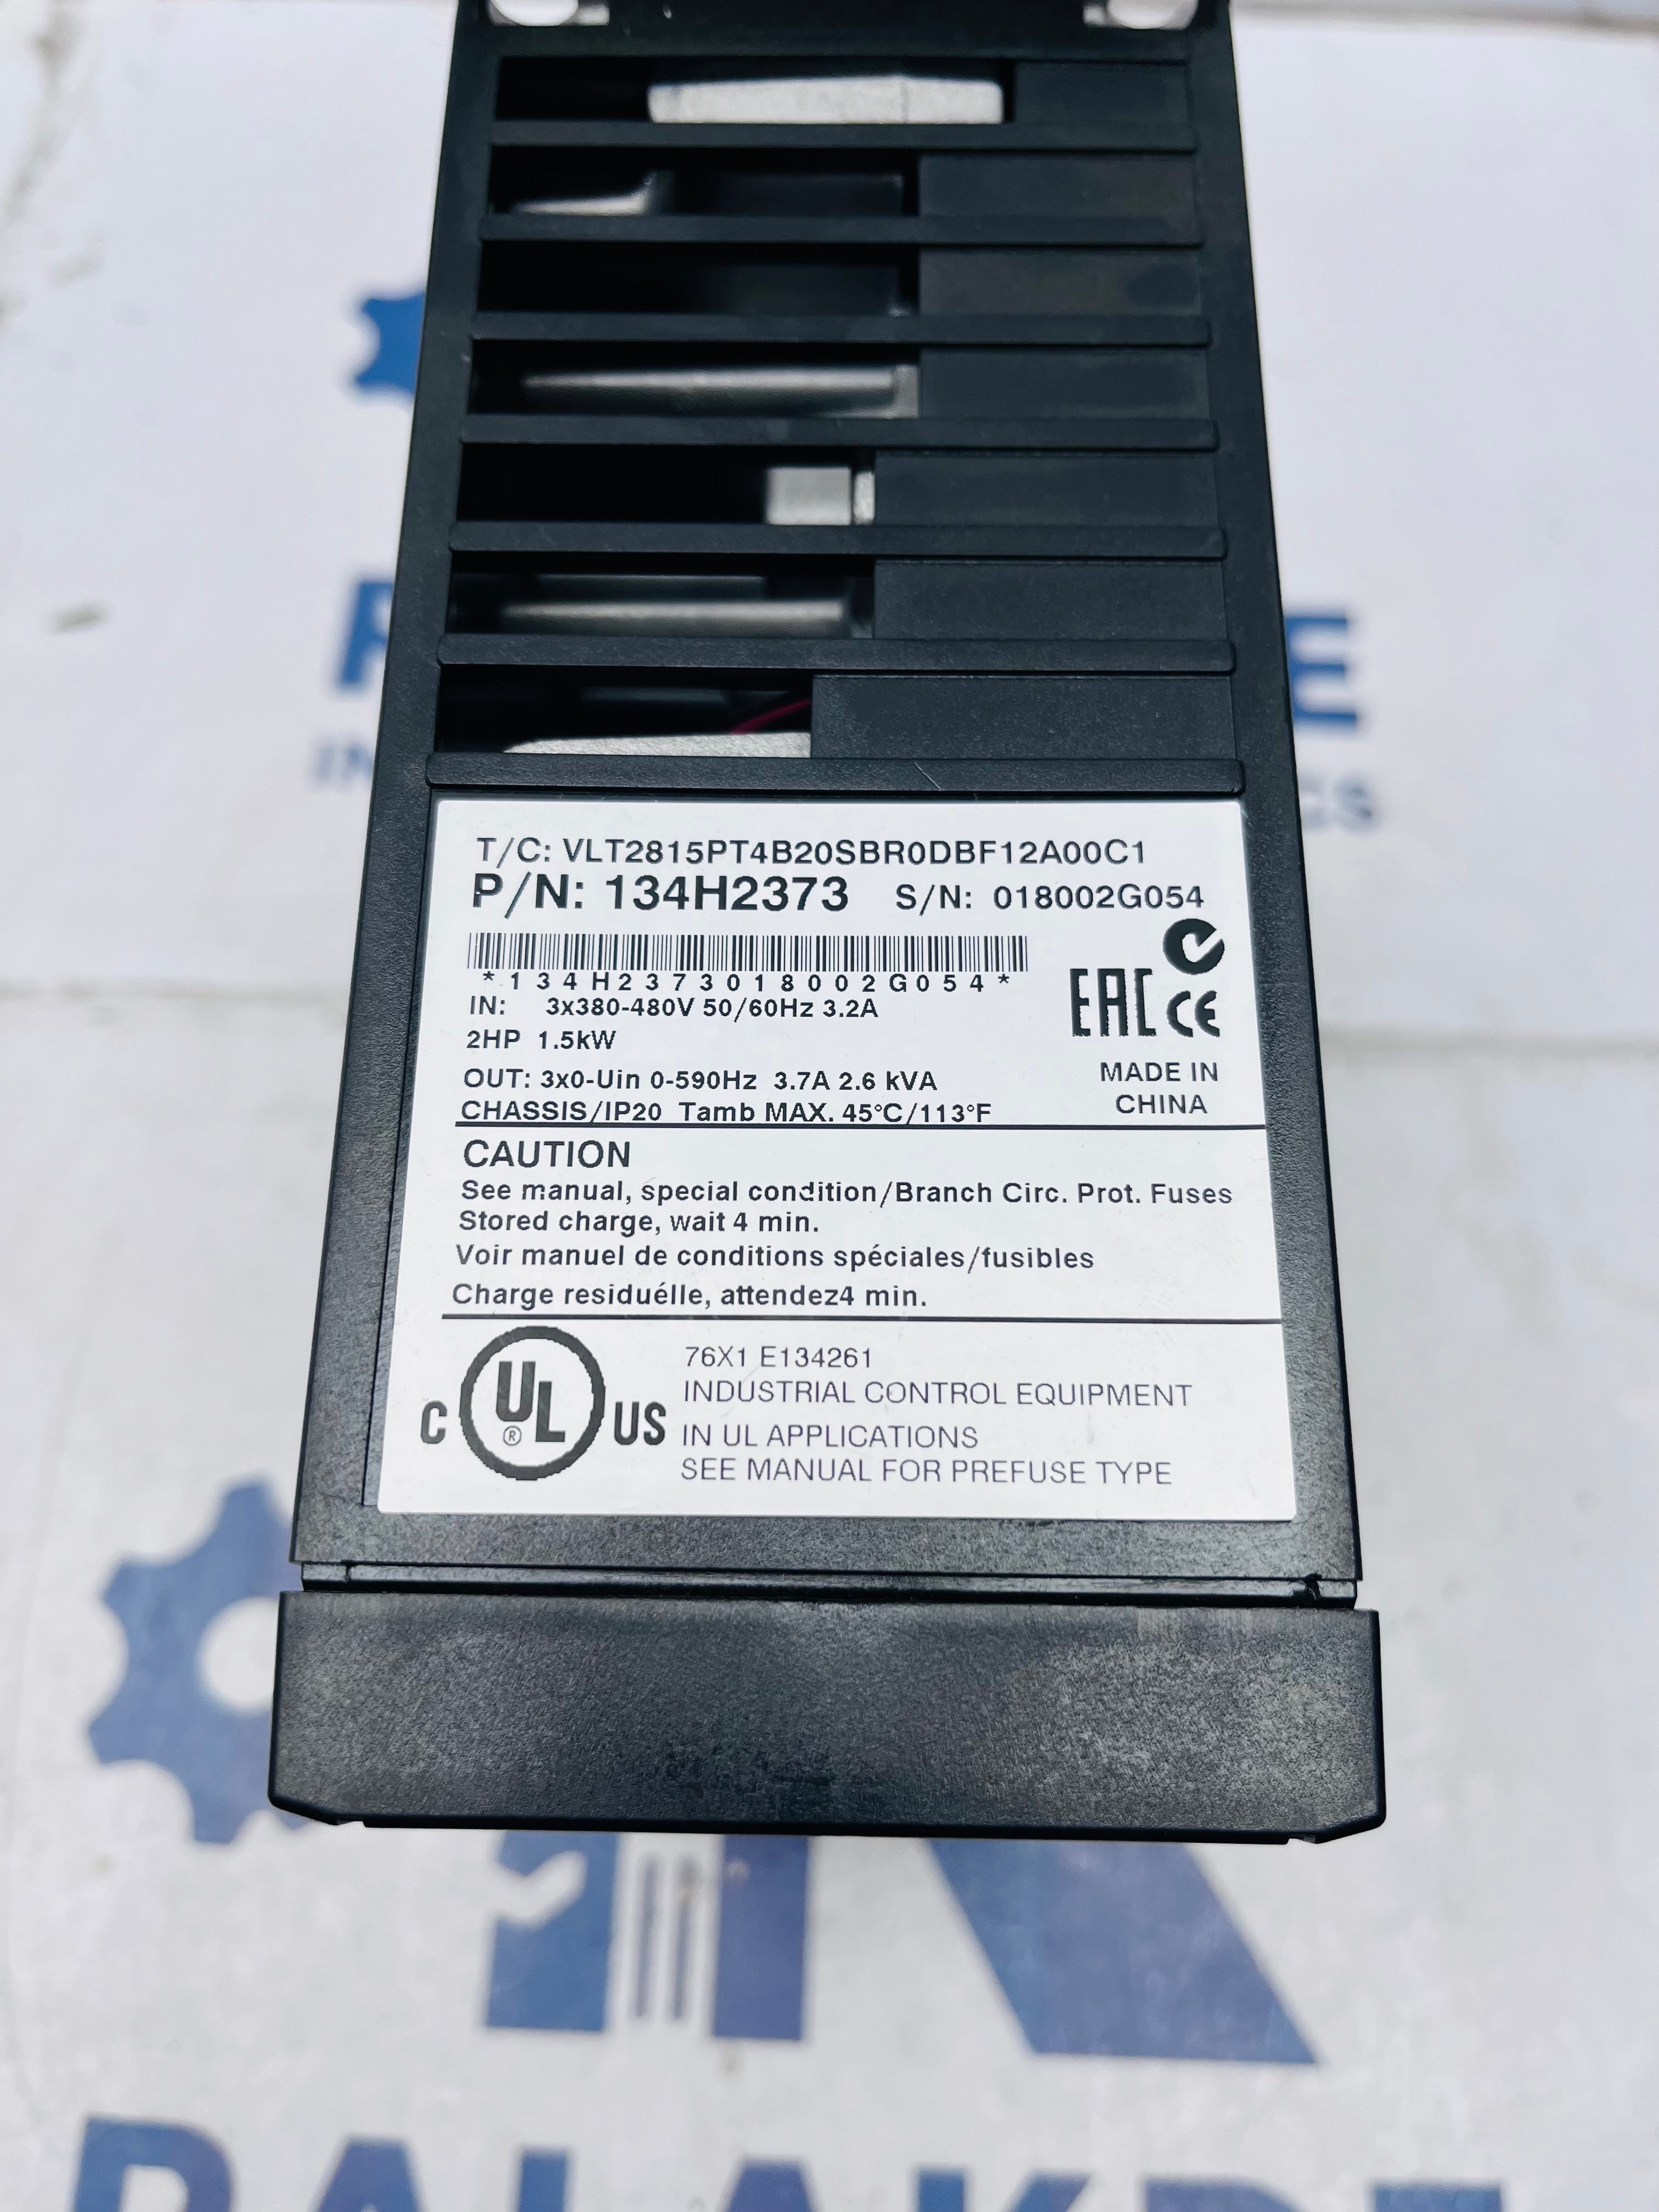 T/C: VLT2815PT4B20SBR0DBF12A00C1
P/N: 134H2373 S/N: 018002G054
*134H2373018002G054*
IN: 3x380-480V 50/60Hz 3.2A
EAC CE
2HP 1.5kW
OUT: 3x0-Uin 0-590Hz 3.7A 2.6 kVA
MADE IN
CHINA
CHASSIS/IP20 Tamb MAX. 45°C/113°F
CAUTION
See manual, special condition/Branch Circ. Prot. Fuses
Stored charge, wait 4 min.
Voir manuel de conditions spéciales/fusibles
Charge residuélle, attendez4 min.
C UL ® US
76X1 E134261
INDUSTRIAL CONTROL EQUIPMENT
IN UL APPLICATIONS
SEE MANUAL FOR PREFUSE TYPE